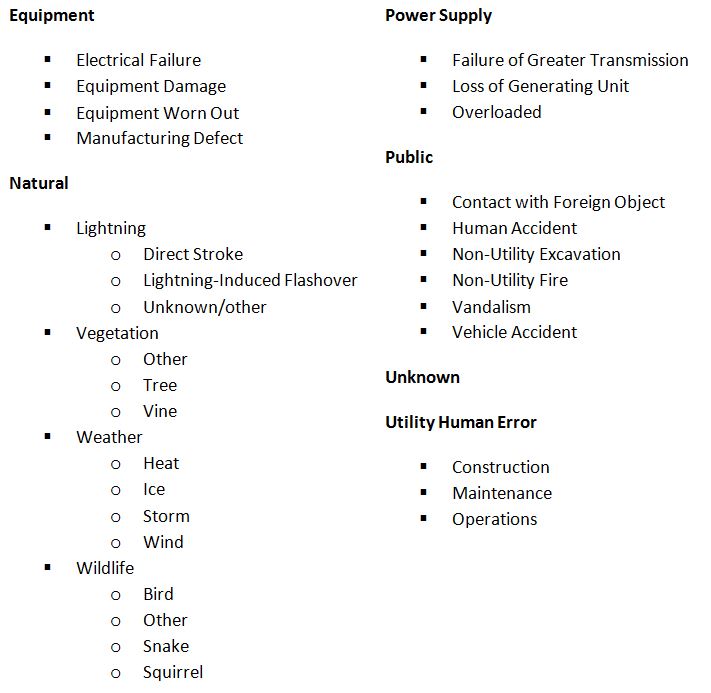 Equipment
▪ Electrical Failure
▪ Equipment Damage
▪ Equipment Worn Out
▪ Manufacturing Defect
Natural
▪ Lightning
o Direct Stroke
o Lightning-Induced Flashover
o Unknown/other
▪ Vegetation
o Other
o Tree
o Vine
▪ Weather
o Heat
o Ice
o Storm
o Wind
▪ Wildlife
o Bird
o Other
o Snake
o Squirrel
Power Supply
▪ Failure of Greater Transmission
▪ Loss of Generating Unit
▪ Overloaded
Public
▪ Contact with Foreign Object
▪ Human Accident
▪ Non-Utility Excavation
▪ Non-Utility Fire
▪ Vandalism
▪ Vehicle Accident
Unknown
Utility Human Error
▪ Construction
▪ Maintenance
▪ Operations